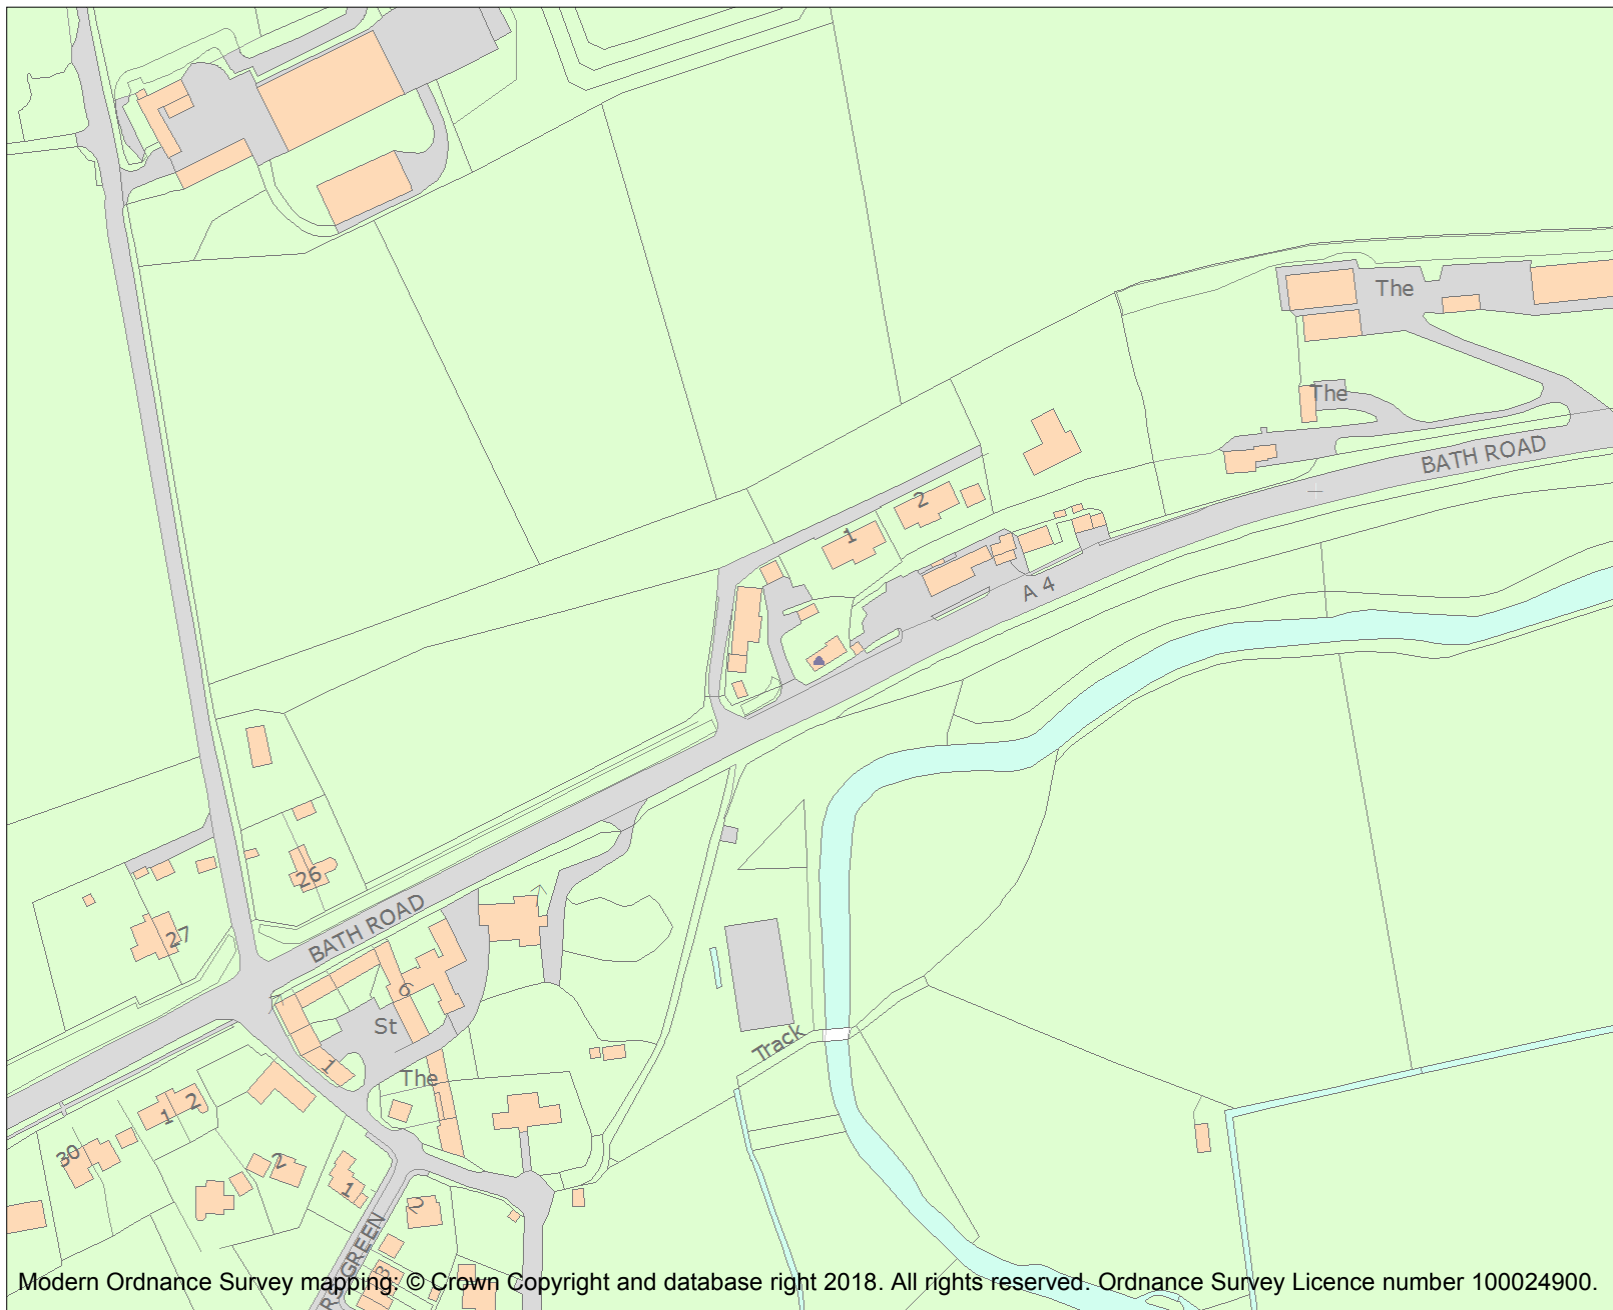 The
The
BATH ROAD
2
1
A 4
26
27
BATH ROAD
6
St
Track
1
The
2
1
30
2
1
2
GREEN
3
Modern Ordnance Survey mapping: © Crown Copyright and database right 2018. All rights reserved. Ordnance Survey Licence number 100024900.